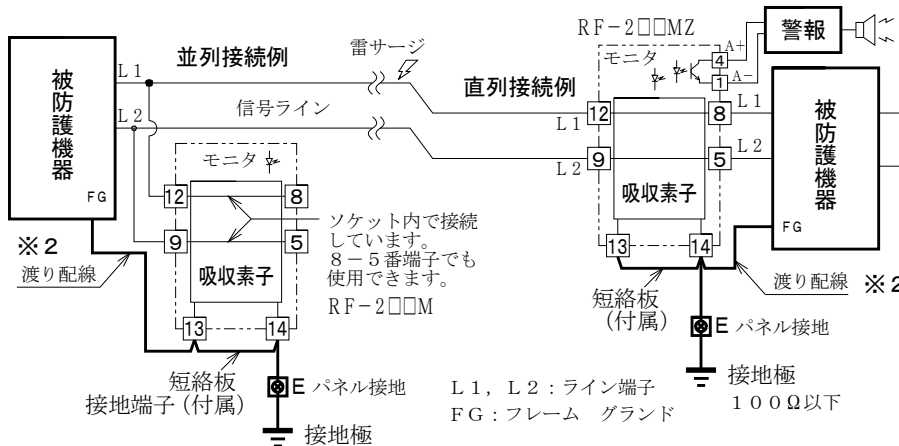 RF-2□□MZ
警報
並列接続例
雷サージ
直列接続例
モニタ
A+
4
1
A−
被防護機器
L1
L2
FG
信号ライン
12
8
L1
L1
9
5
L2
L2
吸収素子
被防護機器
FG
モニタ
12
8
9
5
吸収素子
ソケット内で接続
しています。
8−5番端子でも
使用できます。
RF-2□□M
※2
渡り配線
13
14
短絡板
(付属)
渡り配線
※2
E パネル接地
接地極
100Ω以下
13
14
短絡板
接地端子(付属)
E パネル接地
接地極
L1, L2:ライン端子
FG:フレーム グランド